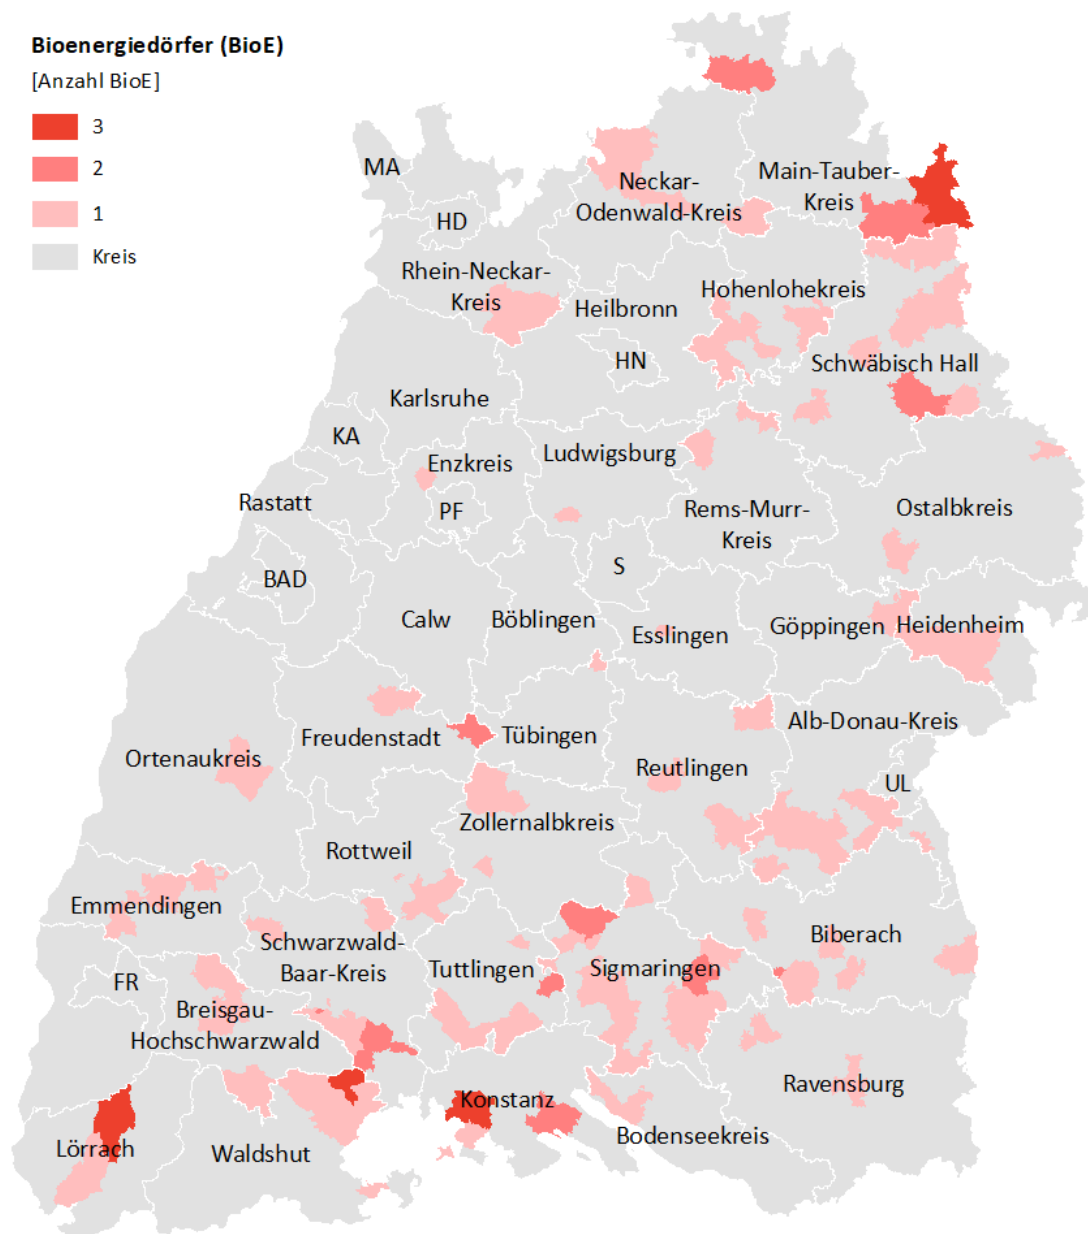 Bioenergiedörfer (BioE)
[Anzahl BioE]
3
2
1
Kreis
MA
HD
Neckar-
Odenwald-Kreis
Main-Tauber-
Kreis
Rhein-Neckar-
Kreis
Heilbronn
Hohenlohekreis
HN
Schwäbisch Hall
Karlsruhe
KA
Enzkreis
Ludwigsburg
Rastatt
PF
Rems-Murr-
Kreis
Ostalbkreis
S
BAD
Calw
Böblingen
Esslingen
Göppingen
Heidenheim
Freudenstadt
Tübingen
Alb-Donau-Kreis
Ortenaukreis
Reutlingen
UL
Zollernalbkreis
Rottweil
Emmendingen
Schwarzwald-
Baar-Kreis
Tuttlingen
Sigmaringen
Biberach
FR
Breisgau-
Hochschwarzwald
Konstanz
Ravensburg
Lörrach
Waldshut
Bodenseekreis